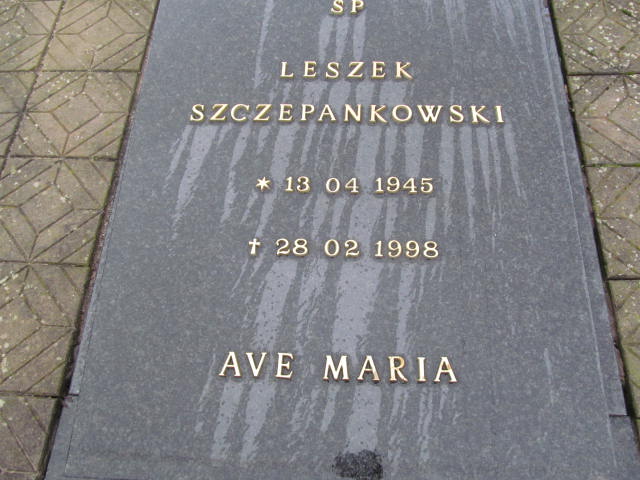 SP
LESZEK
SZCZEPANKOWSKI
* 13 04 1945
† 28 02 1998
AVE MARIA